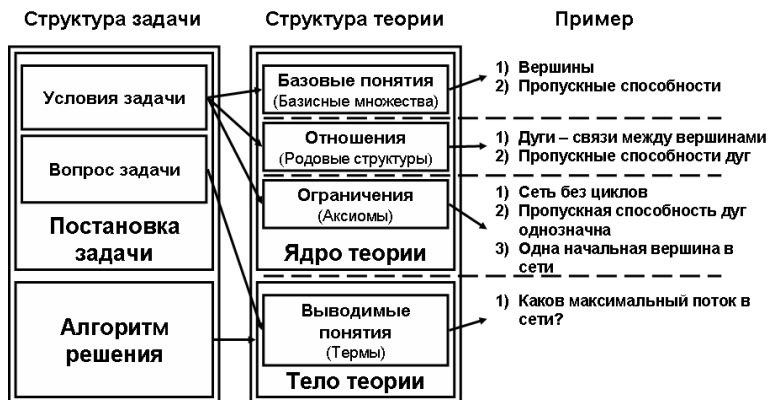 Структура задачи
Структура теории
Пример
Условия задачи
Вопрос задачи
Постановка
задачи
Алгоритм
решения
Базовые понятия
(Базисные множества)
Отношения
(Родовые структуры)
Ограничения
(Аксиомы)
Ядро теории
Выводимые
понятия
(Термы)
Тело теории
1) Вершины
2) Пропускные способности
1) Дуги – связи между вершинами
2) Пропускные способности дуг
1) Сеть без циклов
2) Пропускная способность дуг
однозначна
3) Одна начальная вершина в
сети
1) Каков максимальный поток в
сети?